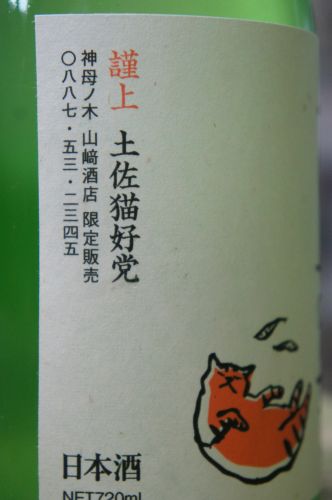 謹上 土佐猫好党
神母ノ木 山﨑酒店 限定販売
〇八八七・五三・二三四五
日本酒
NET720ml